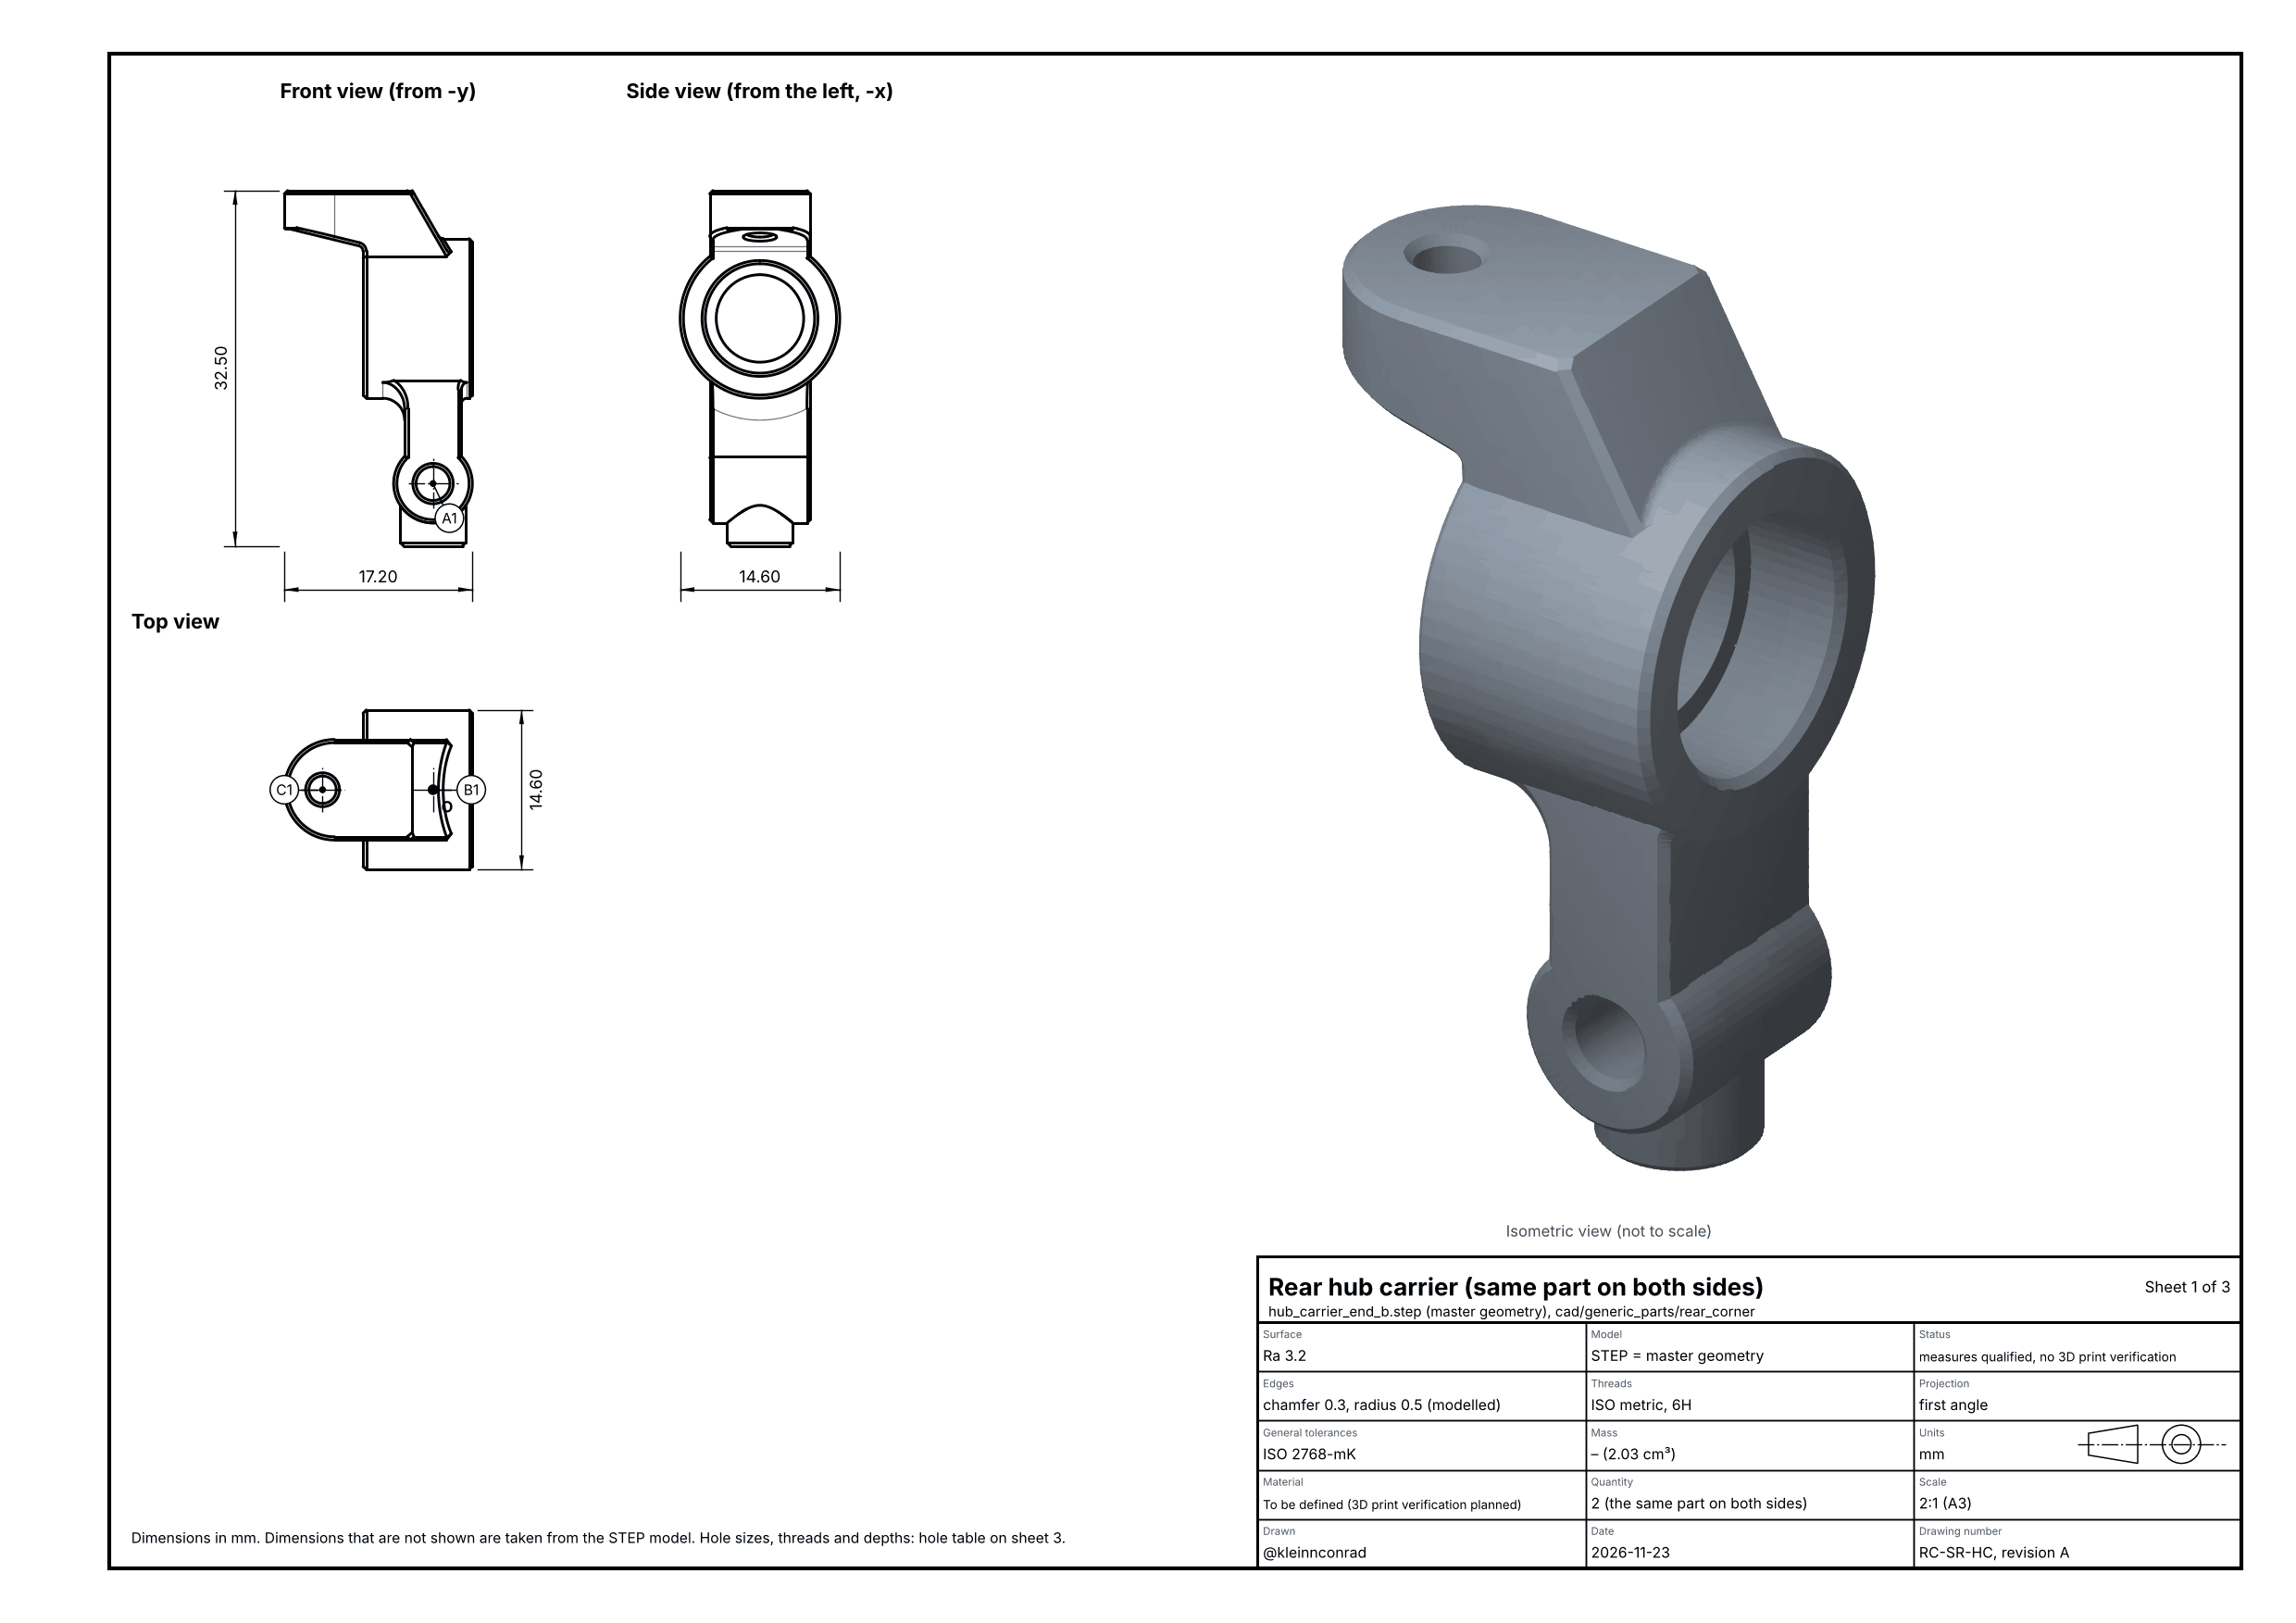 Front view (from -y)
Side view (from the left, -x)
32.50
A1
17.20
14.60
Top view
C1
B1
14.60
Isometric view (not to scale)
Rear hub carrier (same part on both sides)
Sheet 1 of 3
hub_carrier_end_b.step (master geometry), cad/generic_parts/rear_corner
Surface
Ra 3.2
Model
STEP = master geometry
Status
measures qualified, no 3D print verification
Edges
chamfer 0.3, radius 0.5 (modelled)
Threads
ISO metric, 6H
Projection
first angle
General tolerances
ISO 2768-mK
Mass
– (2.03 cm³)
Units
mm
Material
To be defined (3D print verification planned)
Quantity
2 (the same part on both sides)
Scale
2:1 (A3)
Drawn
@kleinnconrad
Date
2026-11-23
Drawing number
RC-SR-HC, revision A
Dimensions in mm. Dimensions that are not shown are taken from the STEP model. Hole sizes, threads and depths: hole table on sheet 3.